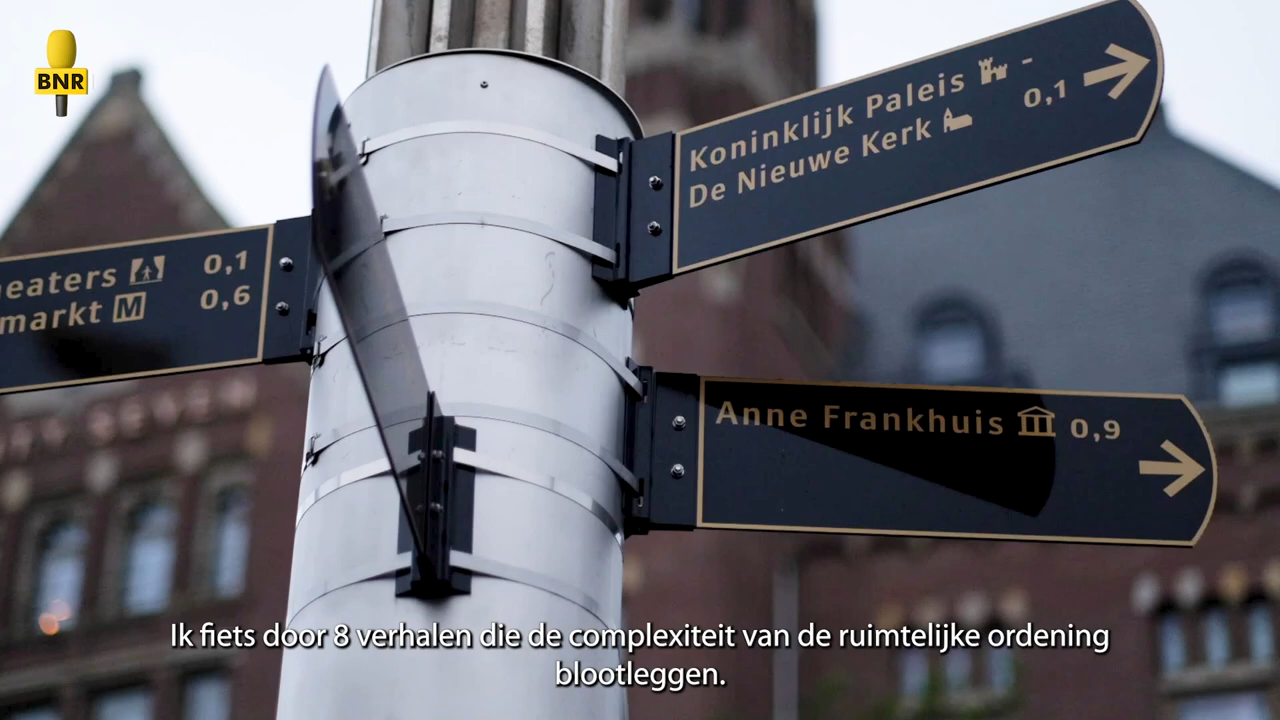 BNR
Koninklijk Paleis -
De Nieuwe Kerk 0,1
eaters 0,1
markt M 0,6
Anne Frankhuis 0,9
Ik fiets door 8 verhalen die de complexiteit van de ruimtelijke ordening
blootleggen.